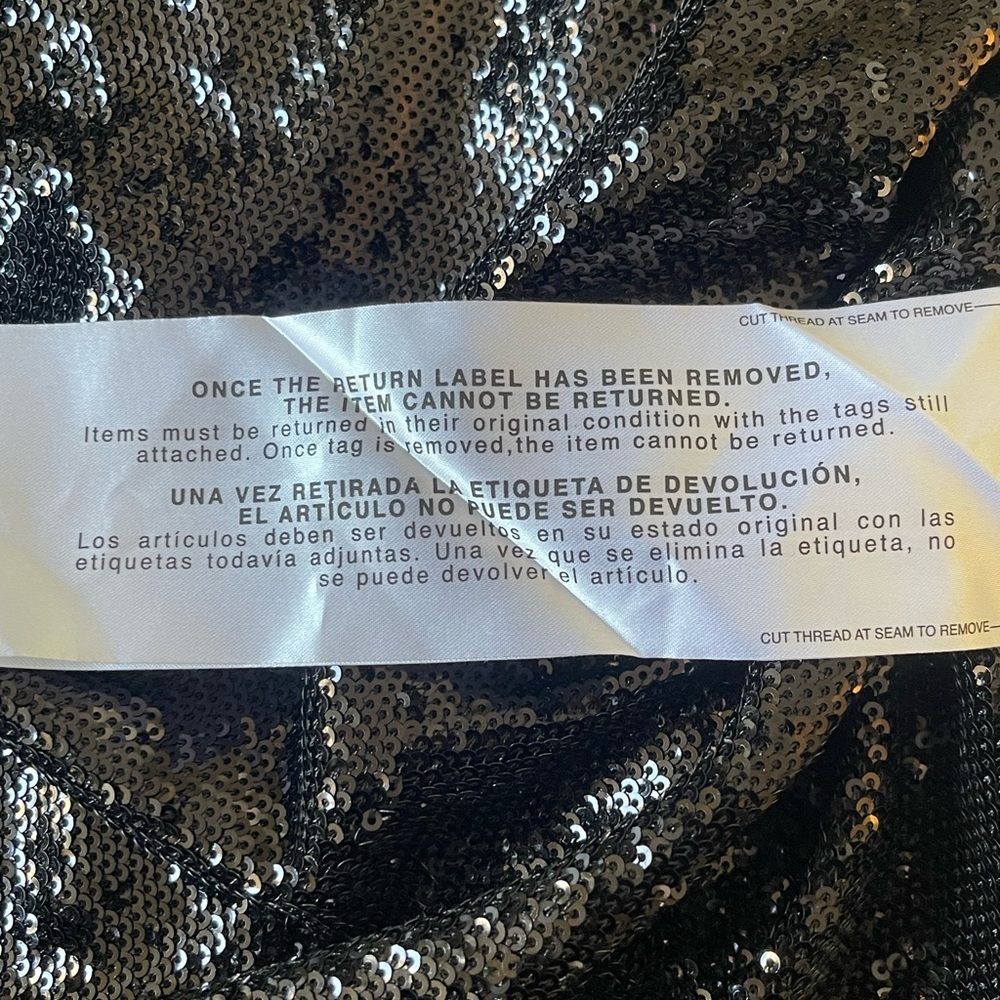 CUT THREAD AT SEAM TO REMOVE
ONCE THE RETURN LABEL HAS BEEN REMOVED,
THE ITEM CANNOT BE RETURNED.
Items must be returned in their original condition with the tags still
attached. Once tag is removed,the item cannot be returned.
UNA VEZ RETIRADA LA ETIQUETA DE DEVOLUCIÓN,
EL ARTÍCULO NO PUEDE SER DEVUELTO.
Los artículos deben ser devueltos en su estado original con las
etiquetas todavía adjuntas. Una vez que se elimina la etiqueta, no
se puede devolver el artículo.
CUT THREAD AT SEAM TO REMOVE